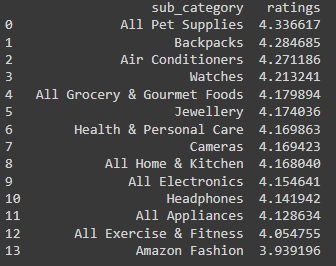 sub_category ratings
0 All Pet Supplies 4.336617
1 Backpacks 4.284685
2 Air Conditioners 4.271186
3 Watches 4.213241
4 All Grocery & Gourmet Foods 4.179894
5 Jewellery 4.174036
6 Health & Personal Care 4.169863
7 Cameras 4.169423
8 All Home & Kitchen 4.168040
9 All Electronics 4.154641
10 Headphones 4.141942
11 All Appliances 4.128634
12 All Exercise & Fitness 4.054755
13 Amazon Fashion 3.939196